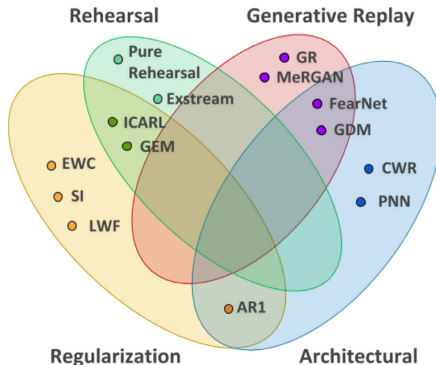 Rehearsal
Generative Replay
Pure
Rehearsal
GR
MeRGAN
Exstream
FearNet
ICARL
GDM
GEM
EWC
CWR
SI
PNN
LWF
AR1
Regularization
Architectural